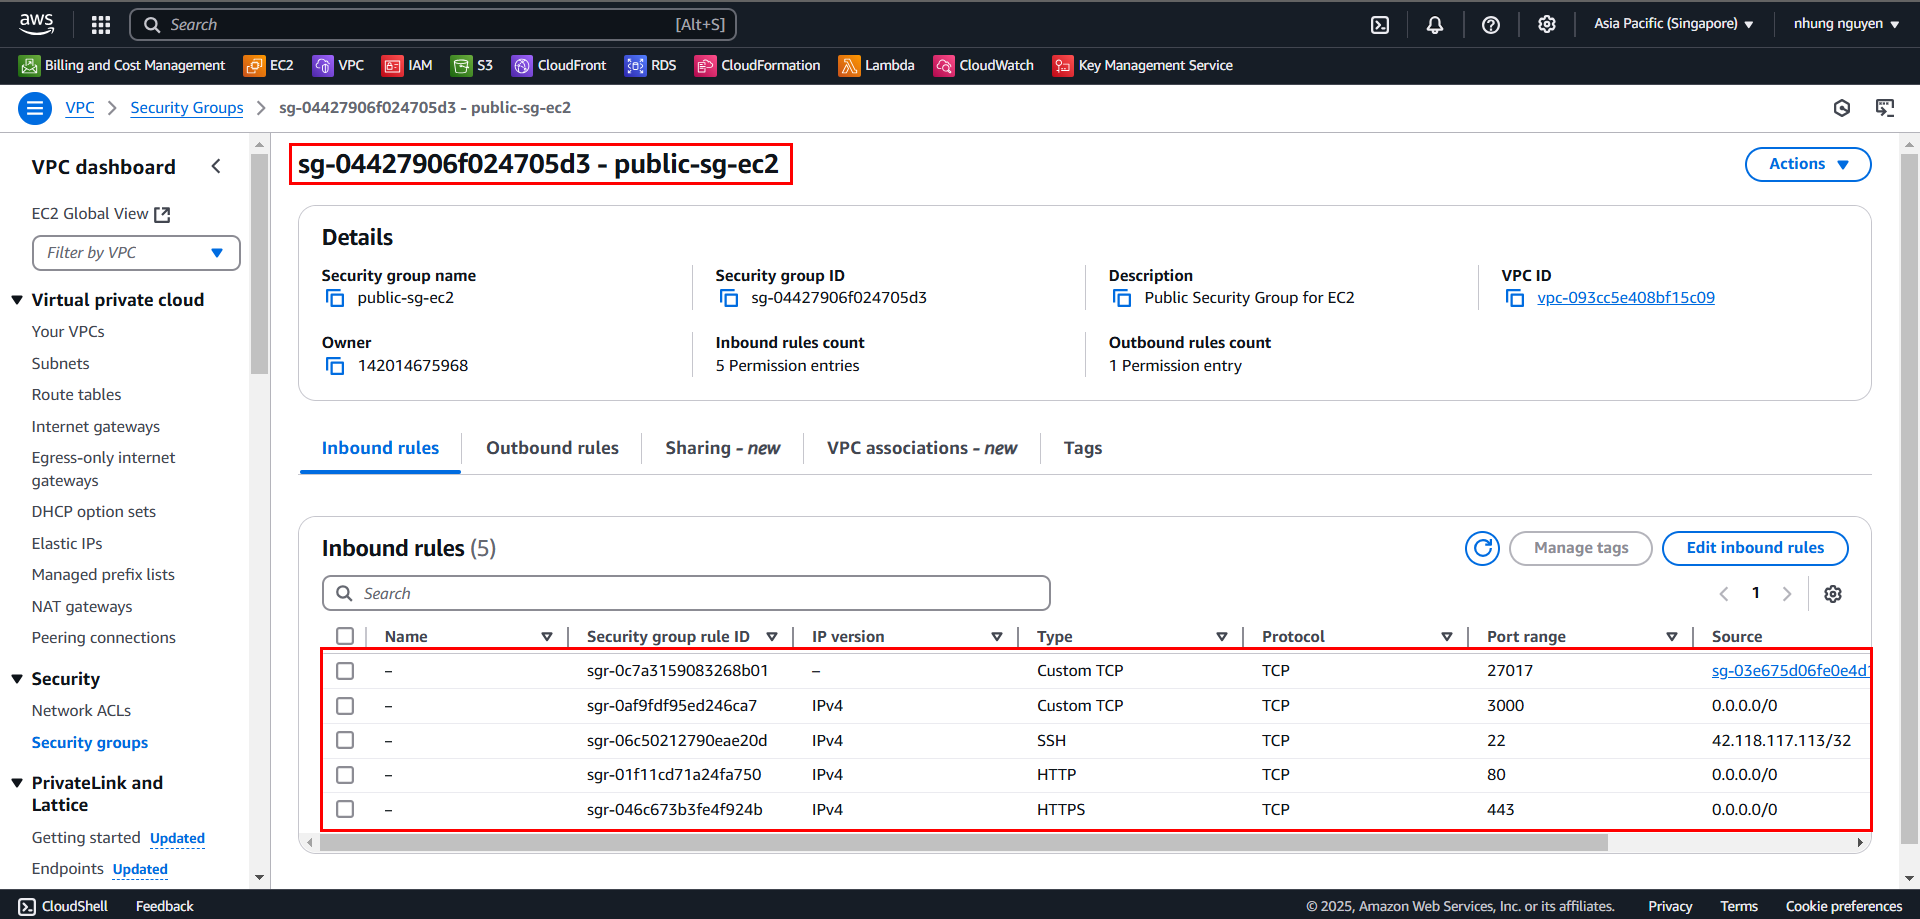 aws
Search [Alt+S]
Asia Pacific (Singapore)
nhung nguyen
Billing and Cost Management EC2 VPC IAM S3 CloudFront RDS CloudFormation Lambda CloudWatch Key Management Service
VPC > Security Groups > sg-04427906f024705d3 - public-sg-ec2
VPC dashboard
EC2 Global View
Filter by VPC
Virtual private cloud
Your VPCs
Subnets
Route tables
Internet gateways
Egress-only internet
gateways
DHCP option sets
Elastic IPs
Managed prefix lists
NAT gateways
Peering connections
Security
Network ACLs
Security groups
PrivateLink and
Lattice
Getting started Updated
Endpoints Updated
sg-04427906f024705d3 - public-sg-ec2
Actions
Details
Security group name
public-sg-ec2
Security group ID
sg-04427906f024705d3
Description
Public Security Group for EC2
VPC ID
vpc-093cc5e408bf15c09
Owner
142014675968
Inbound rules count
5 Permission entries
Outbound rules count
1 Permission entry
Inbound rules Outbound rules Sharing - new VPC associations - new Tags
Inbound rules (5)
Manage tags
Edit inbound rules
Search
1
Name Security group rule ID IP version Type Protocol Port range Source
– sgr-0c7a3159083268b01 – Custom TCP TCP 27017 sg-03e675d06fe0e4d
– sgr-0af9fdf95ed246ca7 IPv4 Custom TCP TCP 3000 0.0.0.0/0
– sgr-06c50212790eae20d IPv4 SSH TCP 22 42.118.117.113/32
– sgr-01f11cd71a24fa750 IPv4 HTTP TCP 80 0.0.0.0/0
– sgr-046c673b3fe4f924b IPv4 HTTPS TCP 443 0.0.0.0/0
CloudShell Feedback
© 2025, Amazon Web Services, Inc. or its affiliates. Privacy Terms Cookie preferences